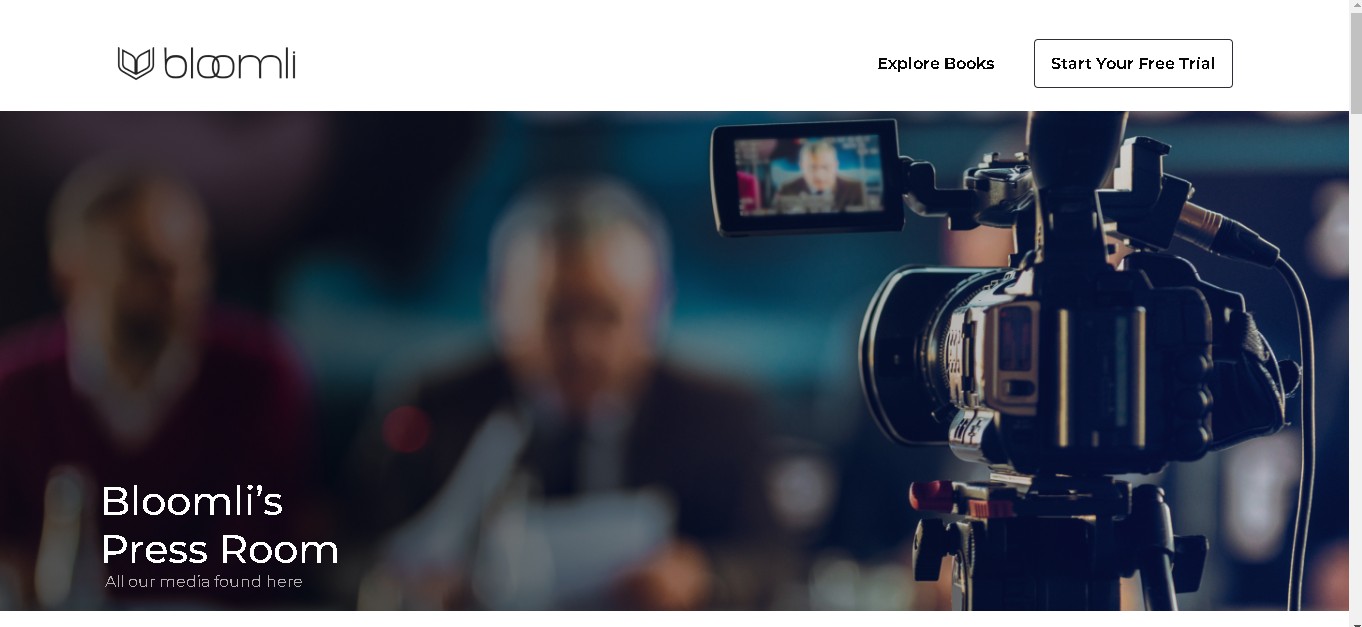 bloomli
Explore Books
Start Your Free Trial
Bloomli's
Press Room
All our media found here